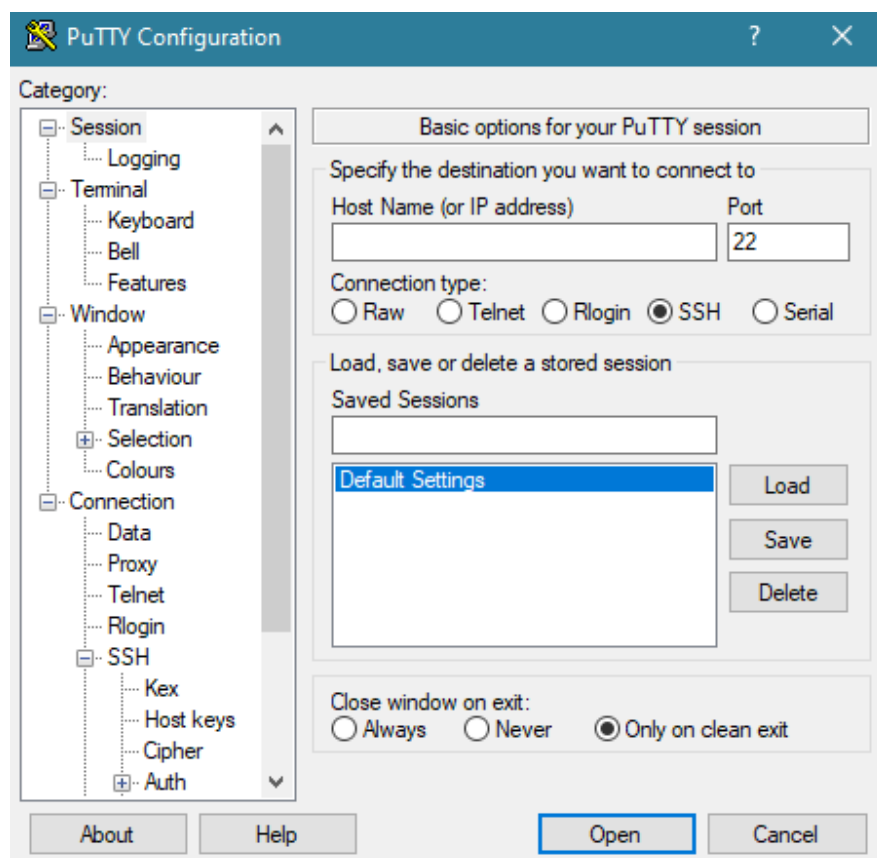 PuTTY Configuration
?
Category:
Session
Logging
Terminal
Keyboard
Bell
Features
Window
Appearance
Behaviour
Translation
Selection
Colours
Connection
Data
Proxy
Telnet
Rlogin
SSH
Kex
Host keys
Cipher
Auth
Basic options for your PuTTY session
Specify the destination you want to connect to
Host Name (or IP address) Port
22
Connection type:
Raw Telnet Rlogin SSH Serial
Load, save or delete a stored session
Saved Sessions
Default Settings
Load
Save
Delete
Close window on exit:
Always Never Only on clean exit
About Help Open Cancel